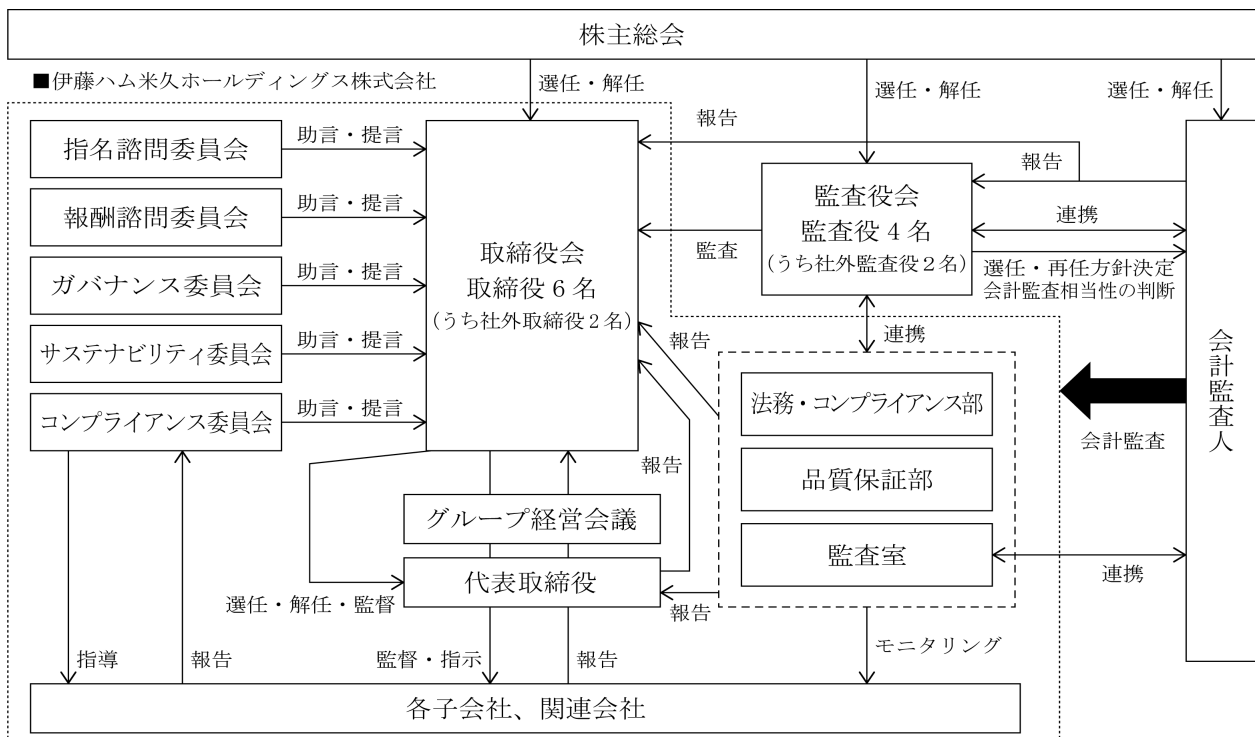 株主総会
■伊藤ハム米久ホールディングス株式会社
選任・解任
選任・解任
選任・解任
指名諮問委員会
助言・提言
報酬諮問委員会
助言・提言
ガバナンス委員会
助言・提言
サステナビリティ委員会
助言・提言
コンプライアンス委員会
助言・提言
取締役会
取締役6名
（うち社外取締役2名）
報告
報告
監査役会
監査役4名
（うち社外監査役2名）
監査
連携
選任・再任方針決定
会計監査相当性の判断
連携
報告
法務・コンプライアンス部
品質保証部
監査室
会計監査人
会計監査
連携
報告
グループ経営会議
代表取締役
選任・解任・監督
報告
指導
報告
監督・指示
報告
モニタリング
各子会社、関連会社